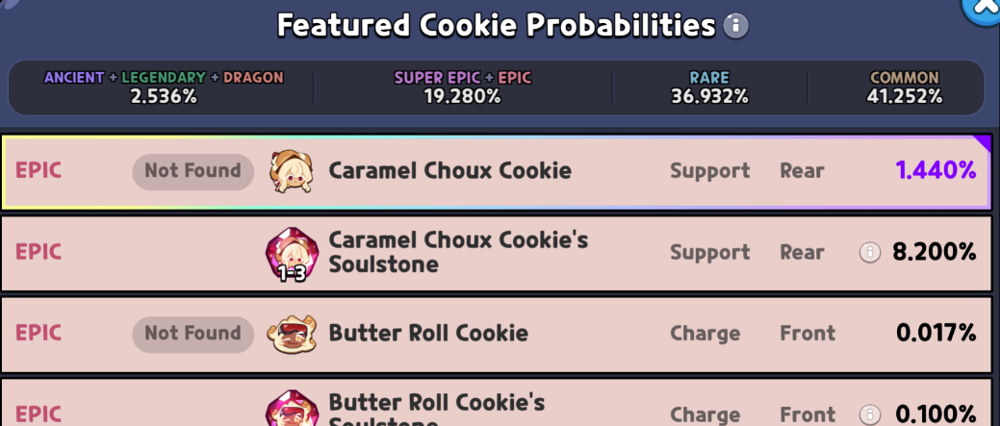 Featured Cookie Probabilities
ANCIENT + LEGENDARY + DRAGON
2.536%
SUPER EPIC + EPIC
19.280%
RARE
36.932%
COMMON
41.252%
EPIC Not Found Caramel Choux Cookie Support Rear 1.440%
EPIC 1-3 Caramel Choux Cookie's
Soulstone Support Rear 8.200%
EPIC Not Found Butter Roll Cookie Charge Front 0.017%
EPIC Butter Roll Cookie's
Soulstone Charge Front 0.100%